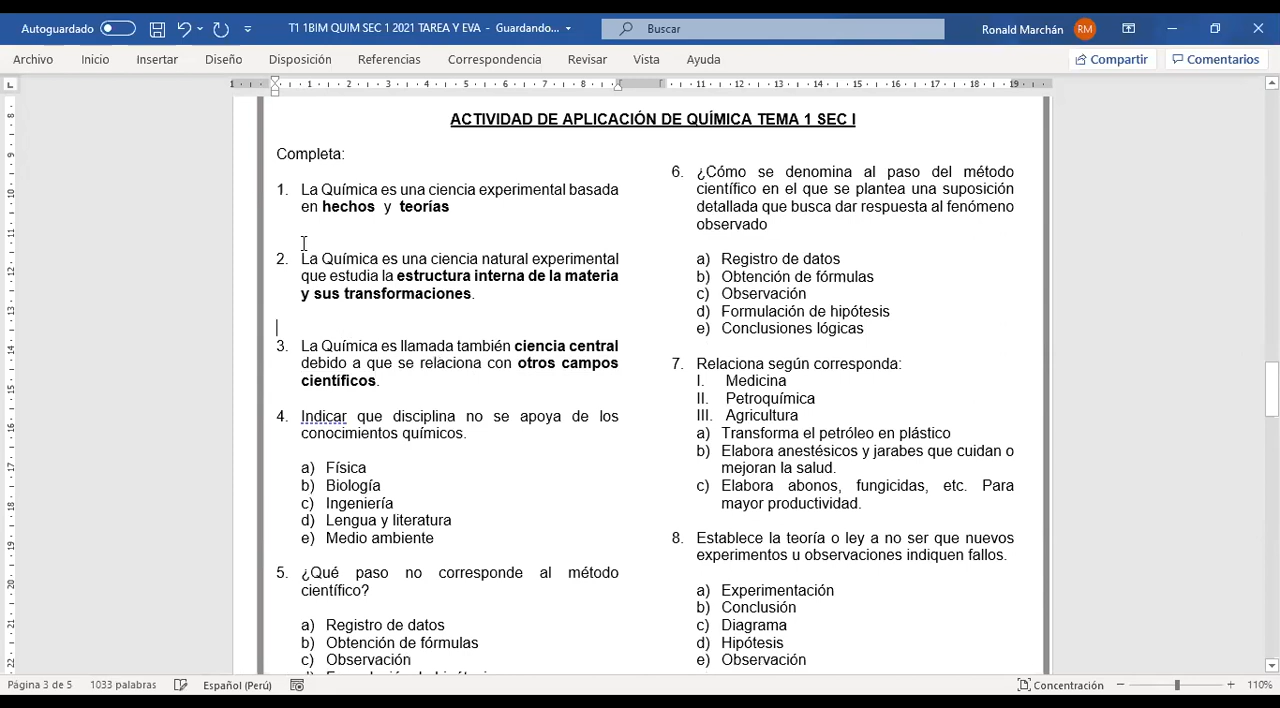 Autoguardado
T1 1BIM QUIM SEC 1 2021 TAREA Y EVA - Guardando...
Buscar
Ronald Marchán
RM
Archivo
Inicio
Insertar
Diseño
Disposición
Referencias
Correspondencia
Revisar
Vista
Ayuda
Compartir
Comentarios
ACTIVIDAD DE APLICACIÓN DE QUÍMICA TEMA 1 SEC I
Completa:
1. La Química es una ciencia experimental basada
en hechos y teorías
2. La Química es una ciencia natural experimental
que estudia la estructura interna de la materia
y sus transformaciones.
3. La Química es llamada también ciencia central
debido a que se relaciona con otros campos
científicos.
4. Indicar que disciplina no se apoya de los
conocimientos químicos.
a) Física
b) Biología
c) Ingeniería
d) Lengua y literatura
e) Medio ambiente
5. ¿Qué paso no corresponde al método
científico?
a) Registro de datos
b) Obtención de fórmulas
c) Observación
6. ¿Cómo se denomina al paso del método
científico en el que se plantea una suposición
detallada que busca dar respuesta al fenómeno
observado
a) Registro de datos
b) Obtención de fórmulas
c) Observación
d) Formulación de hipótesis
e) Conclusiones lógicas
7. Relaciona según corresponda:
I. Medicina
II. Petroquímica
III. Agricultura
a) Transforma el petróleo en plástico
b) Elabora anestésicos y jarabes que cuidan o
mejoran la salud.
c) Elabora abonos, fungicidas, etc. Para
mayor productividad.
8. Establece la teoría o ley a no ser que nuevos
experimentos u observaciones indiquen fallos.
a) Experimentación
b) Conclusión
c) Diagrama
d) Hipótesis
e) Observación
Página 3 de 5
1033 palabras
Español (Perú)
Concentración
110%